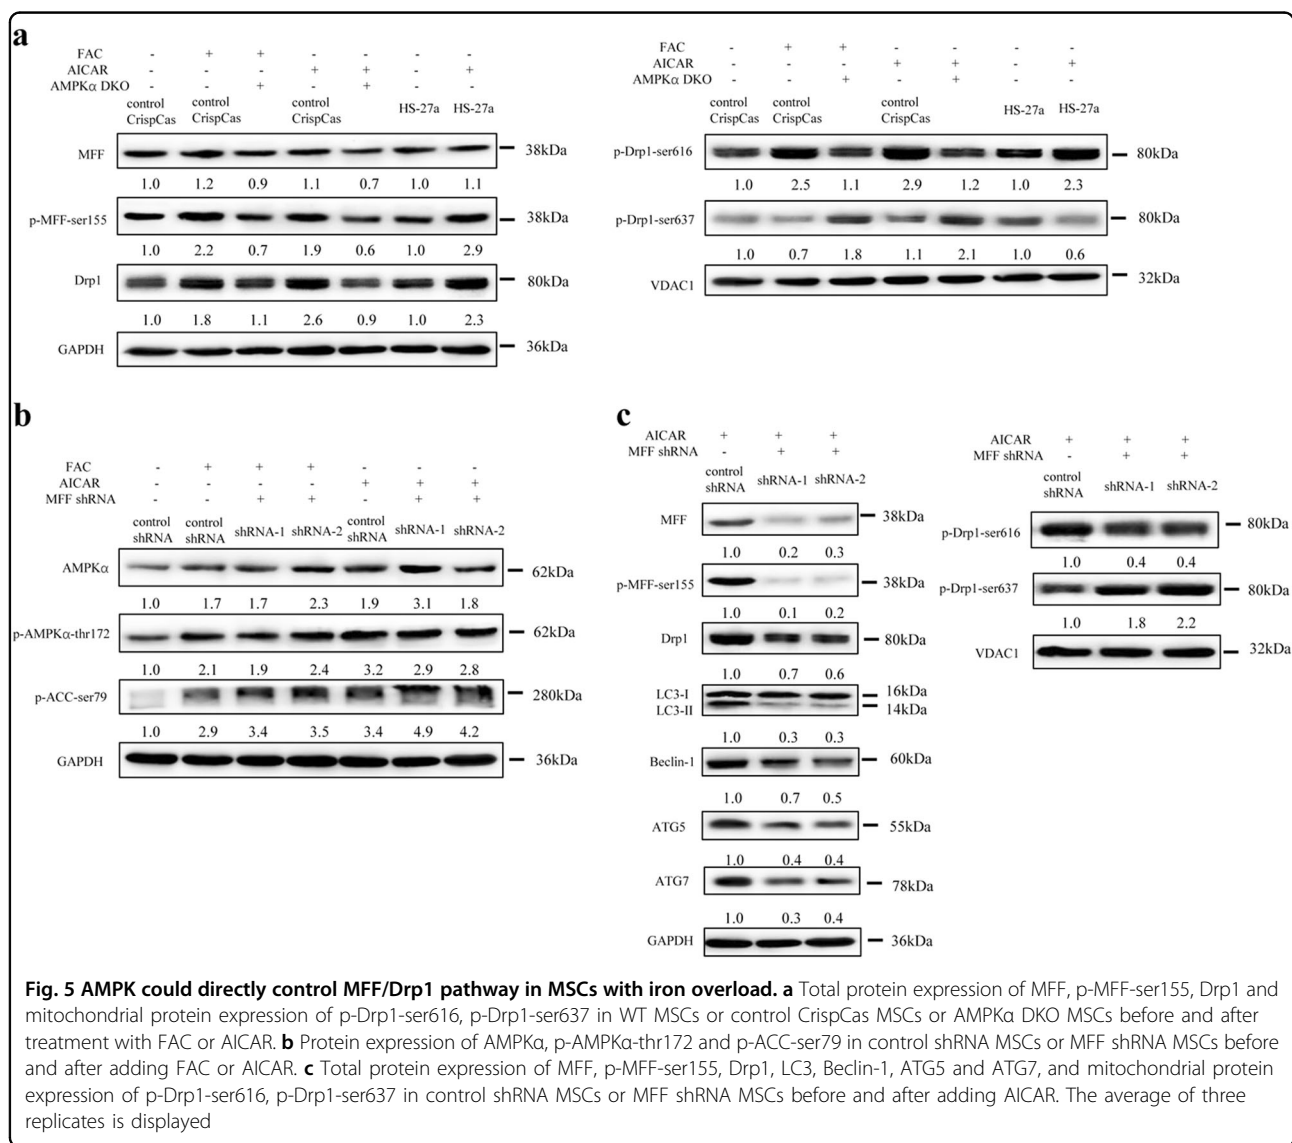 a
FAC - + + - - - -
AICAR - - - + + - +
AMPKα DKO - - + - + - -
control CrispCas control CrispCas control CrispCas HS-27a HS-27a
MFF 38kDa
1.0 1.2 0.9 1.1 0.7 1.0 1.1
p-MFF-ser155 38kDa
1.0 2.2 0.7 1.9 0.6 1.0 2.9
Drp1 80kDa
1.0 1.8 1.1 2.6 0.9 1.0 2.3
GAPDH 36kDa
FAC - + + - - - -
AICAR - - - + + - +
AMPKα DKO - - + - + - -
control CrispCas control CrispCas control CrispCas HS-27a HS-27a
p-Drp1-ser616 80kDa
1.0 2.5 1.1 2.9 1.2 1.0 2.3
p-Drp1-ser637 80kDa
1.0 0.7 1.8 1.1 2.1 1.0 0.6
VDAC1 32kDa
b
FAC - + + + - - -
AICAR - - - - + + +
MFF shRNA - - + + - + +
control shRNA control shRNA shRNA-1 shRNA-2 control shRNA shRNA-1 shRNA-2
AMPKα 62kDa
1.0 1.7 1.7 2.3 1.9 3.1 1.8
p-AMPKα-thr172 62kDa
1.0 2.1 1.9 2.4 3.2 2.9 2.8
p-ACC-ser79 280kDa
1.0 2.9 3.4 3.5 3.4 4.9 4.2
GAPDH 36kDa
c
AICAR + + +
MFF shRNA - + +
control shRNA shRNA-1 shRNA-2
MFF 38kDa
1.0 0.2 0.3
p-MFF-ser155 38kDa
1.0 0.1 0.2
Drp1 80kDa
1.0 0.7 0.6
LC3-I 16kDa
LC3-II 14kDa
1.0 0.3 0.3
Beclin-1 60kDa
1.0 0.7 0.5
ATG5 55kDa
1.0 0.4 0.4
ATG7 78kDa
1.0 0.3 0.4
GAPDH 36kDa
AICAR + + +
MFF shRNA - + +
control shRNA shRNA-1 shRNA-2
p-Drp1-ser616 80kDa
1.0 0.4 0.4
p-Drp1-ser637 80kDa
1.0 1.8 2.2
VDAC1 32kDa
Fig. 5 AMPK could directly control MFF/Drp1 pathway in MSCs with iron overload. a Total protein expression of MFF, p-MFF-ser155, Drp1 and
mitochondrial protein expression of p-Drp1-ser616, p-Drp1-ser637 in WT MSCs or control CrispCas MSCs or AMPKα DKO MSCs before and after
treatment with FAC or AICAR. b Protein expression of AMPKα, p-AMPKα-thr172 and p-ACC-ser79 in control shRNA MSCs or MFF shRNA MSCs before
and after adding FAC or AICAR. c Total protein expression of MFF, p-MFF-ser155, Drp1, LC3, Beclin-1, ATG5 and ATG7, and mitochondrial protein
expression of p-Drp1-ser616, p-Drp1-ser637 in control shRNA MSCs or MFF shRNA MSCs before and after adding AICAR. The average of three
replicates is displayed